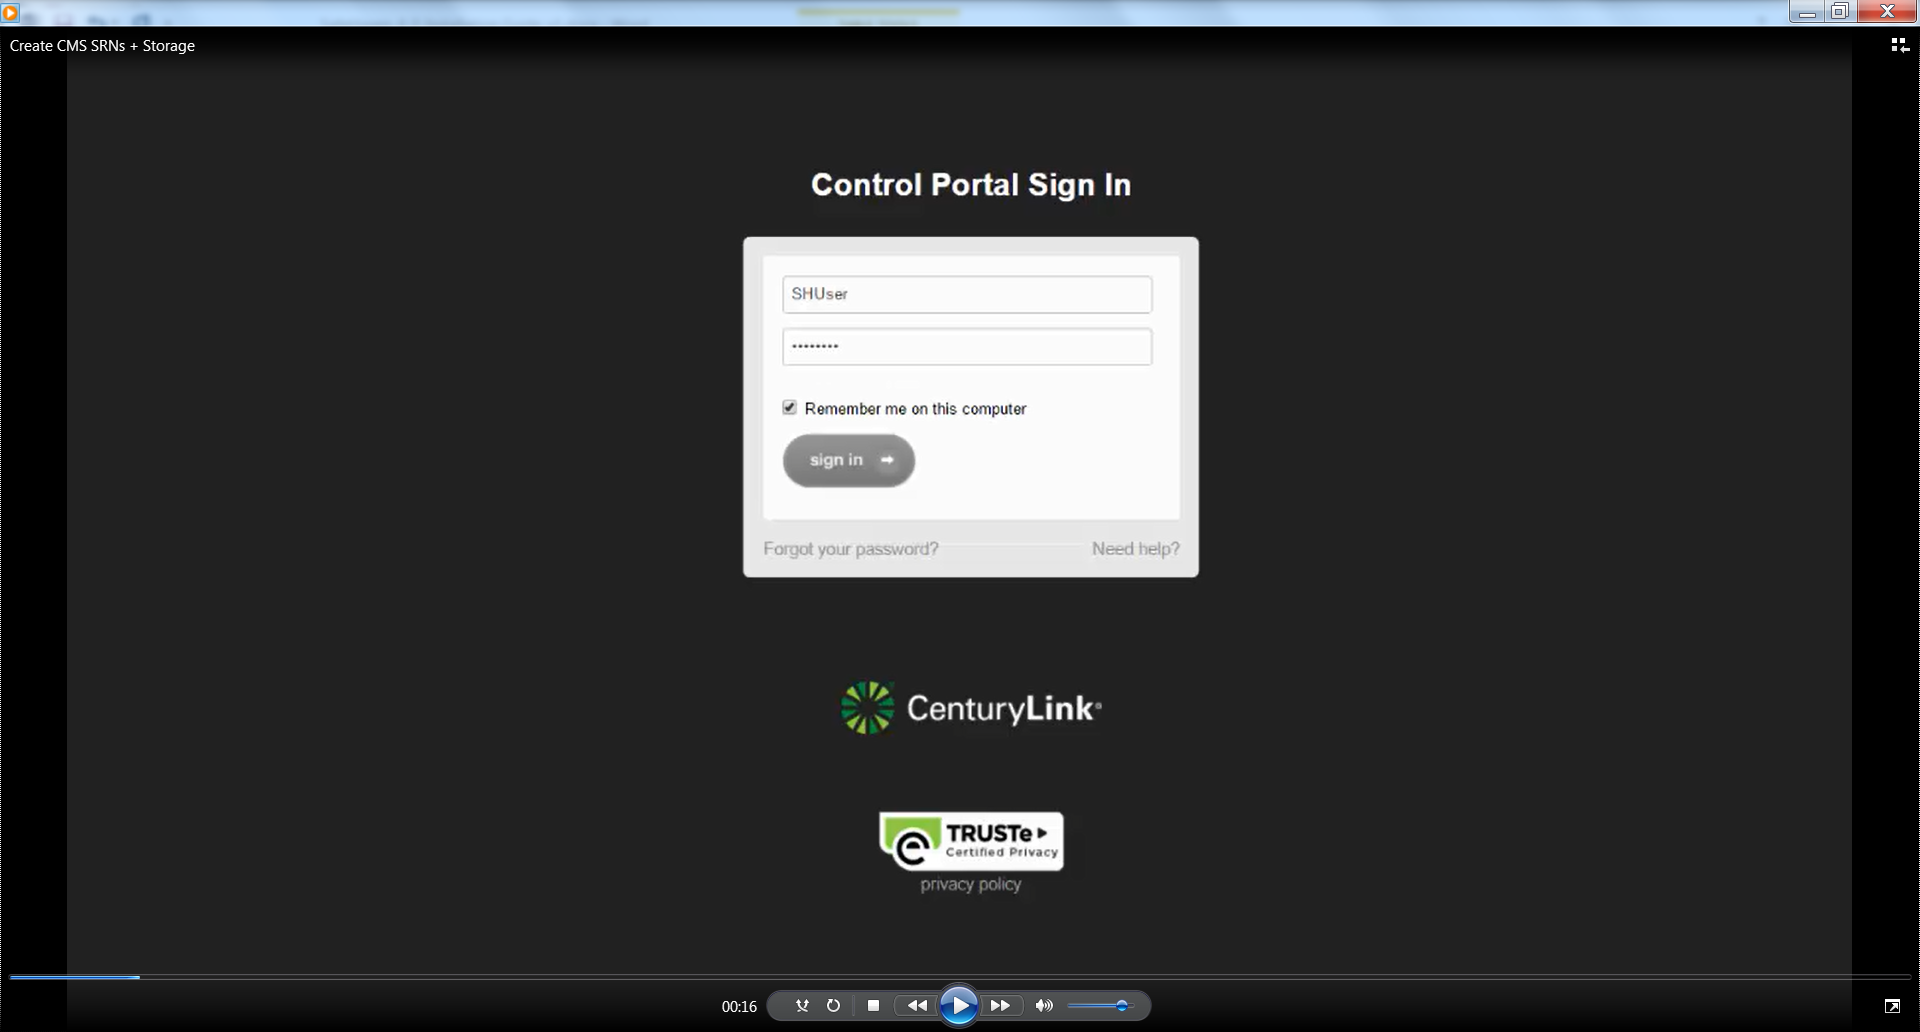 Create CMS SRNs + Storage
Control Portal Sign In
SHUser
Remember me on this computer
sign in
Forgot your password?
Need help?
CenturyLink®
TRUSTe
Certified Privacy
privacy policy
00:16